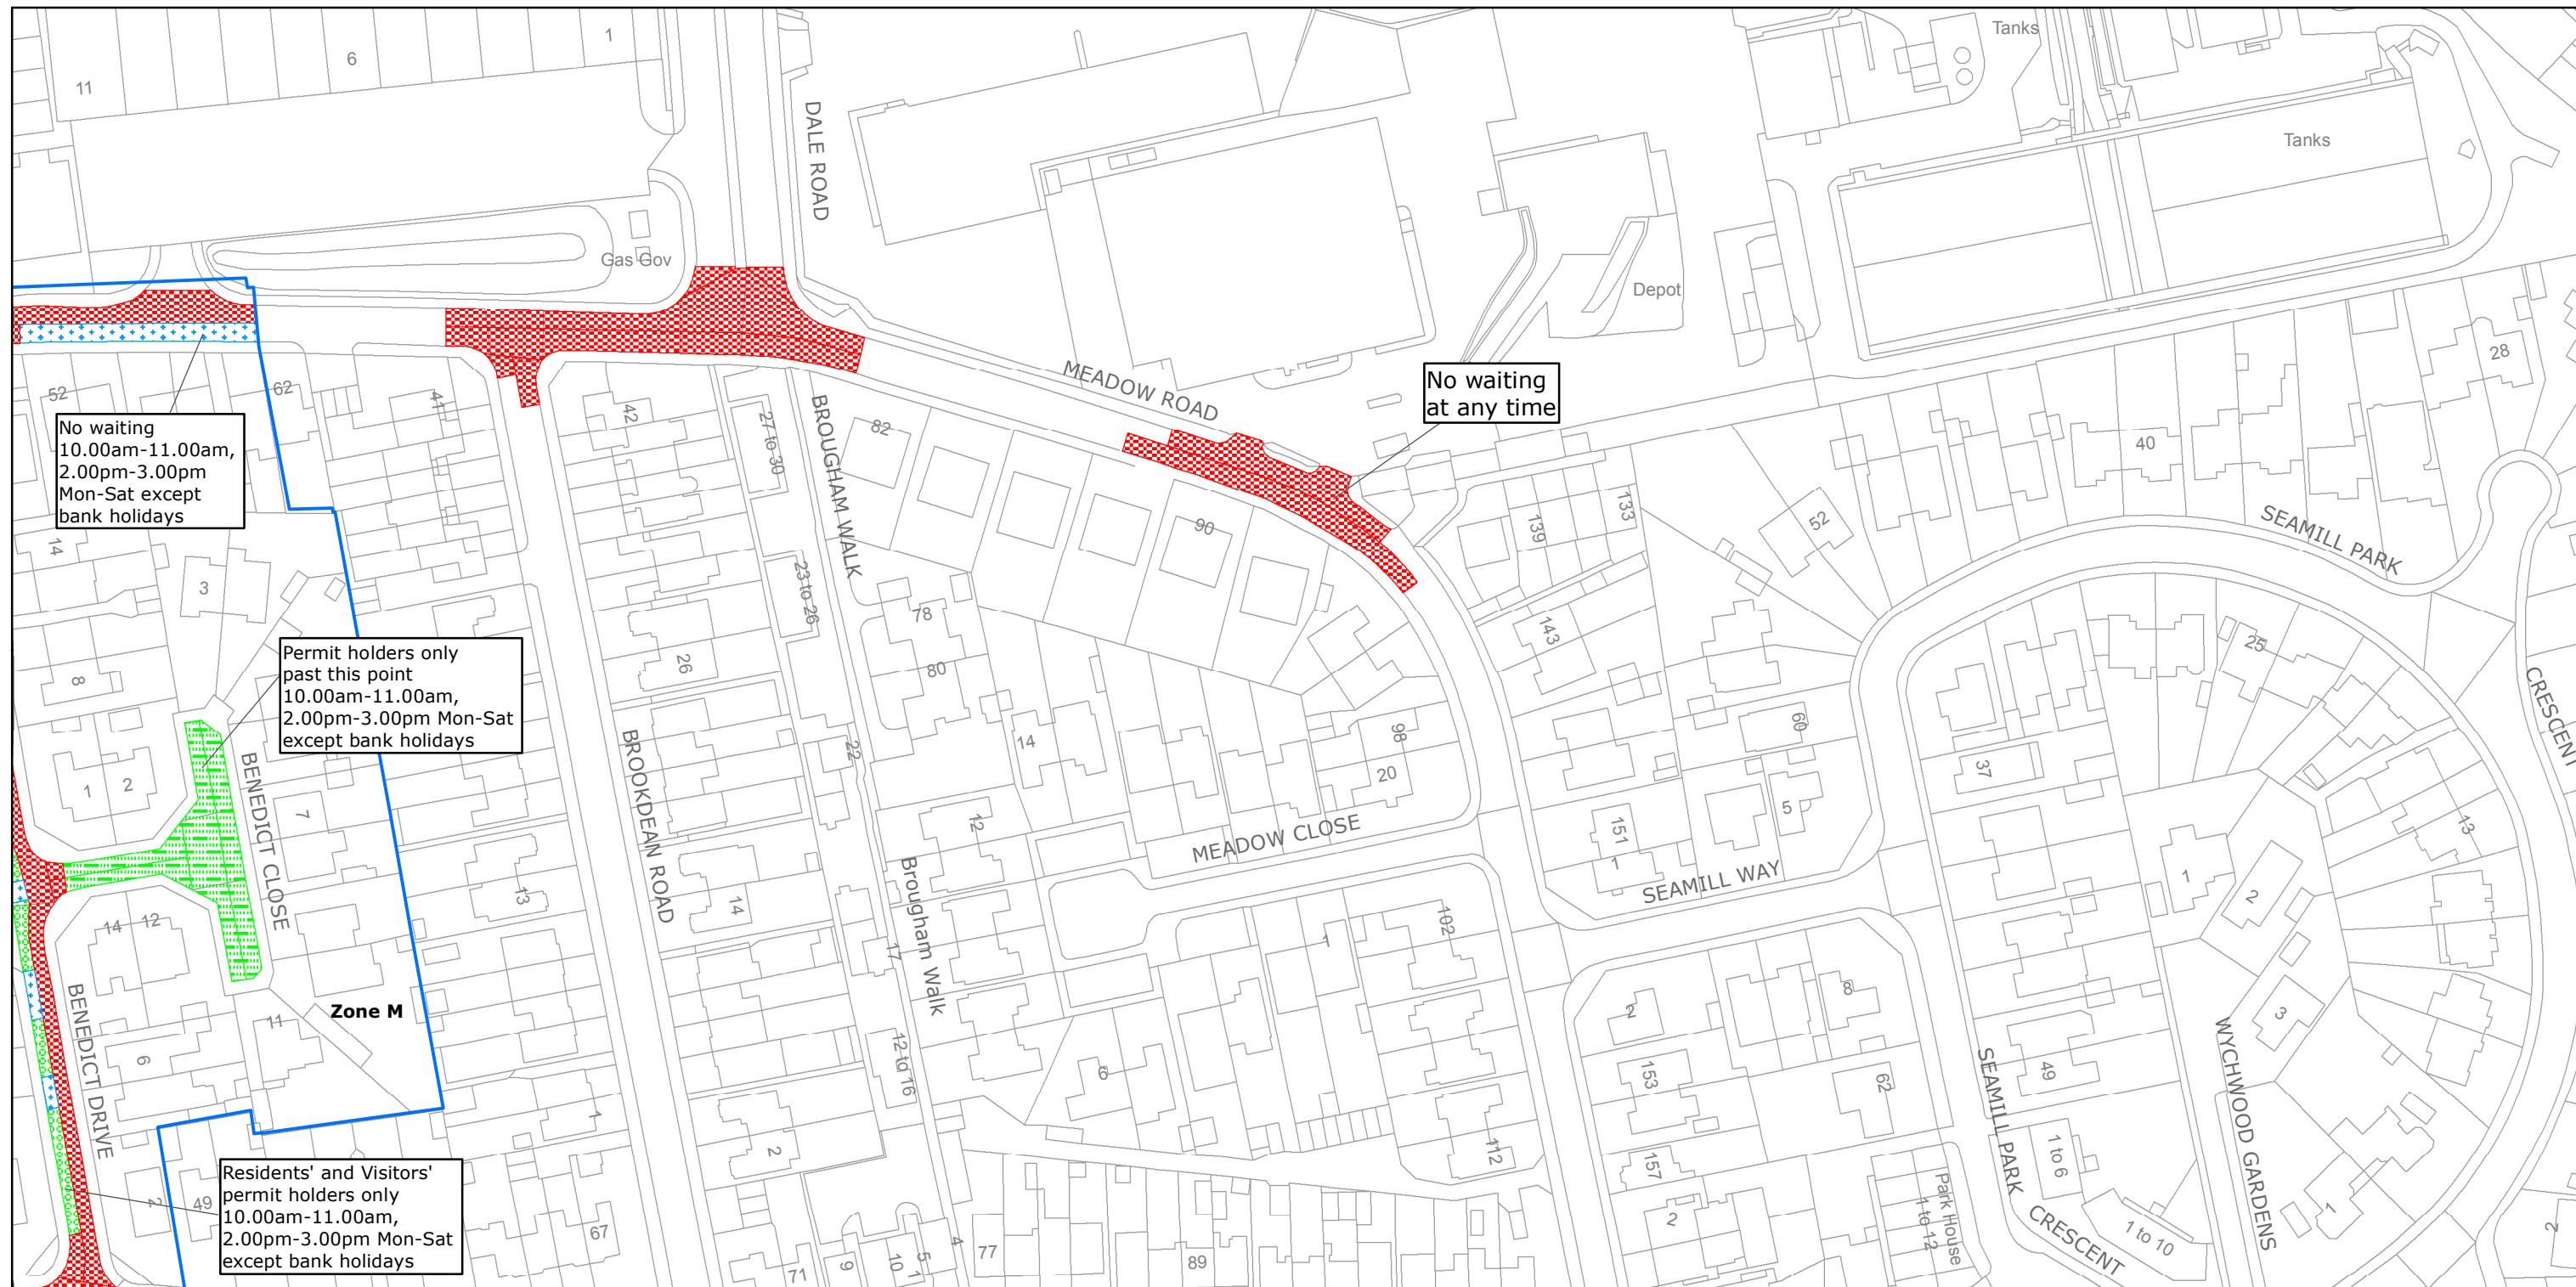 Tanks
1
6
11
DALE ROAD
Tanks
Gas Gov
Depot
MEADOW ROAD
No waiting
at any time
28
52
62
41
42
27 to 30
BROUGHAM WALK
82
40
No waiting
10.00am-11.00am,
2.00pm-3.00pm
Mon-Sat except
bank holidays
14
3
23 to 26
90
139
133
52
SEAMILL PARK
78
80
26
143
25
8
Permit holders only
past this point
10.00am-11.00am,
2.00pm-3.00pm Mon-Sat
except bank holidays
1
2
BENEDICT CLOSE
7
BROOKDEAN ROAD
22
14
98
20
60
5
37
CRESCENT
13
12
MEADOW CLOSE
151
1
SEAMILL WAY
1
2
14
12
13
14
17
Brougham Walk
1
102
2
8
3
BENEDICT DRIVE
Zone M
11
6
12 to 16
6
153
62
49
SEAMILL PARK
WYCHWOOD GARDENS
1
2
112
157
2
Park House
1 to 12
1 to 6
1 to 10
CRESCENT
1
2
Residents' and Visitors'
permit holders only
10.00am-11.00am,
2.00pm-3.00pm Mon-Sat
except bank holidays
2
49
67
71
9
10
5
1
4
77
89